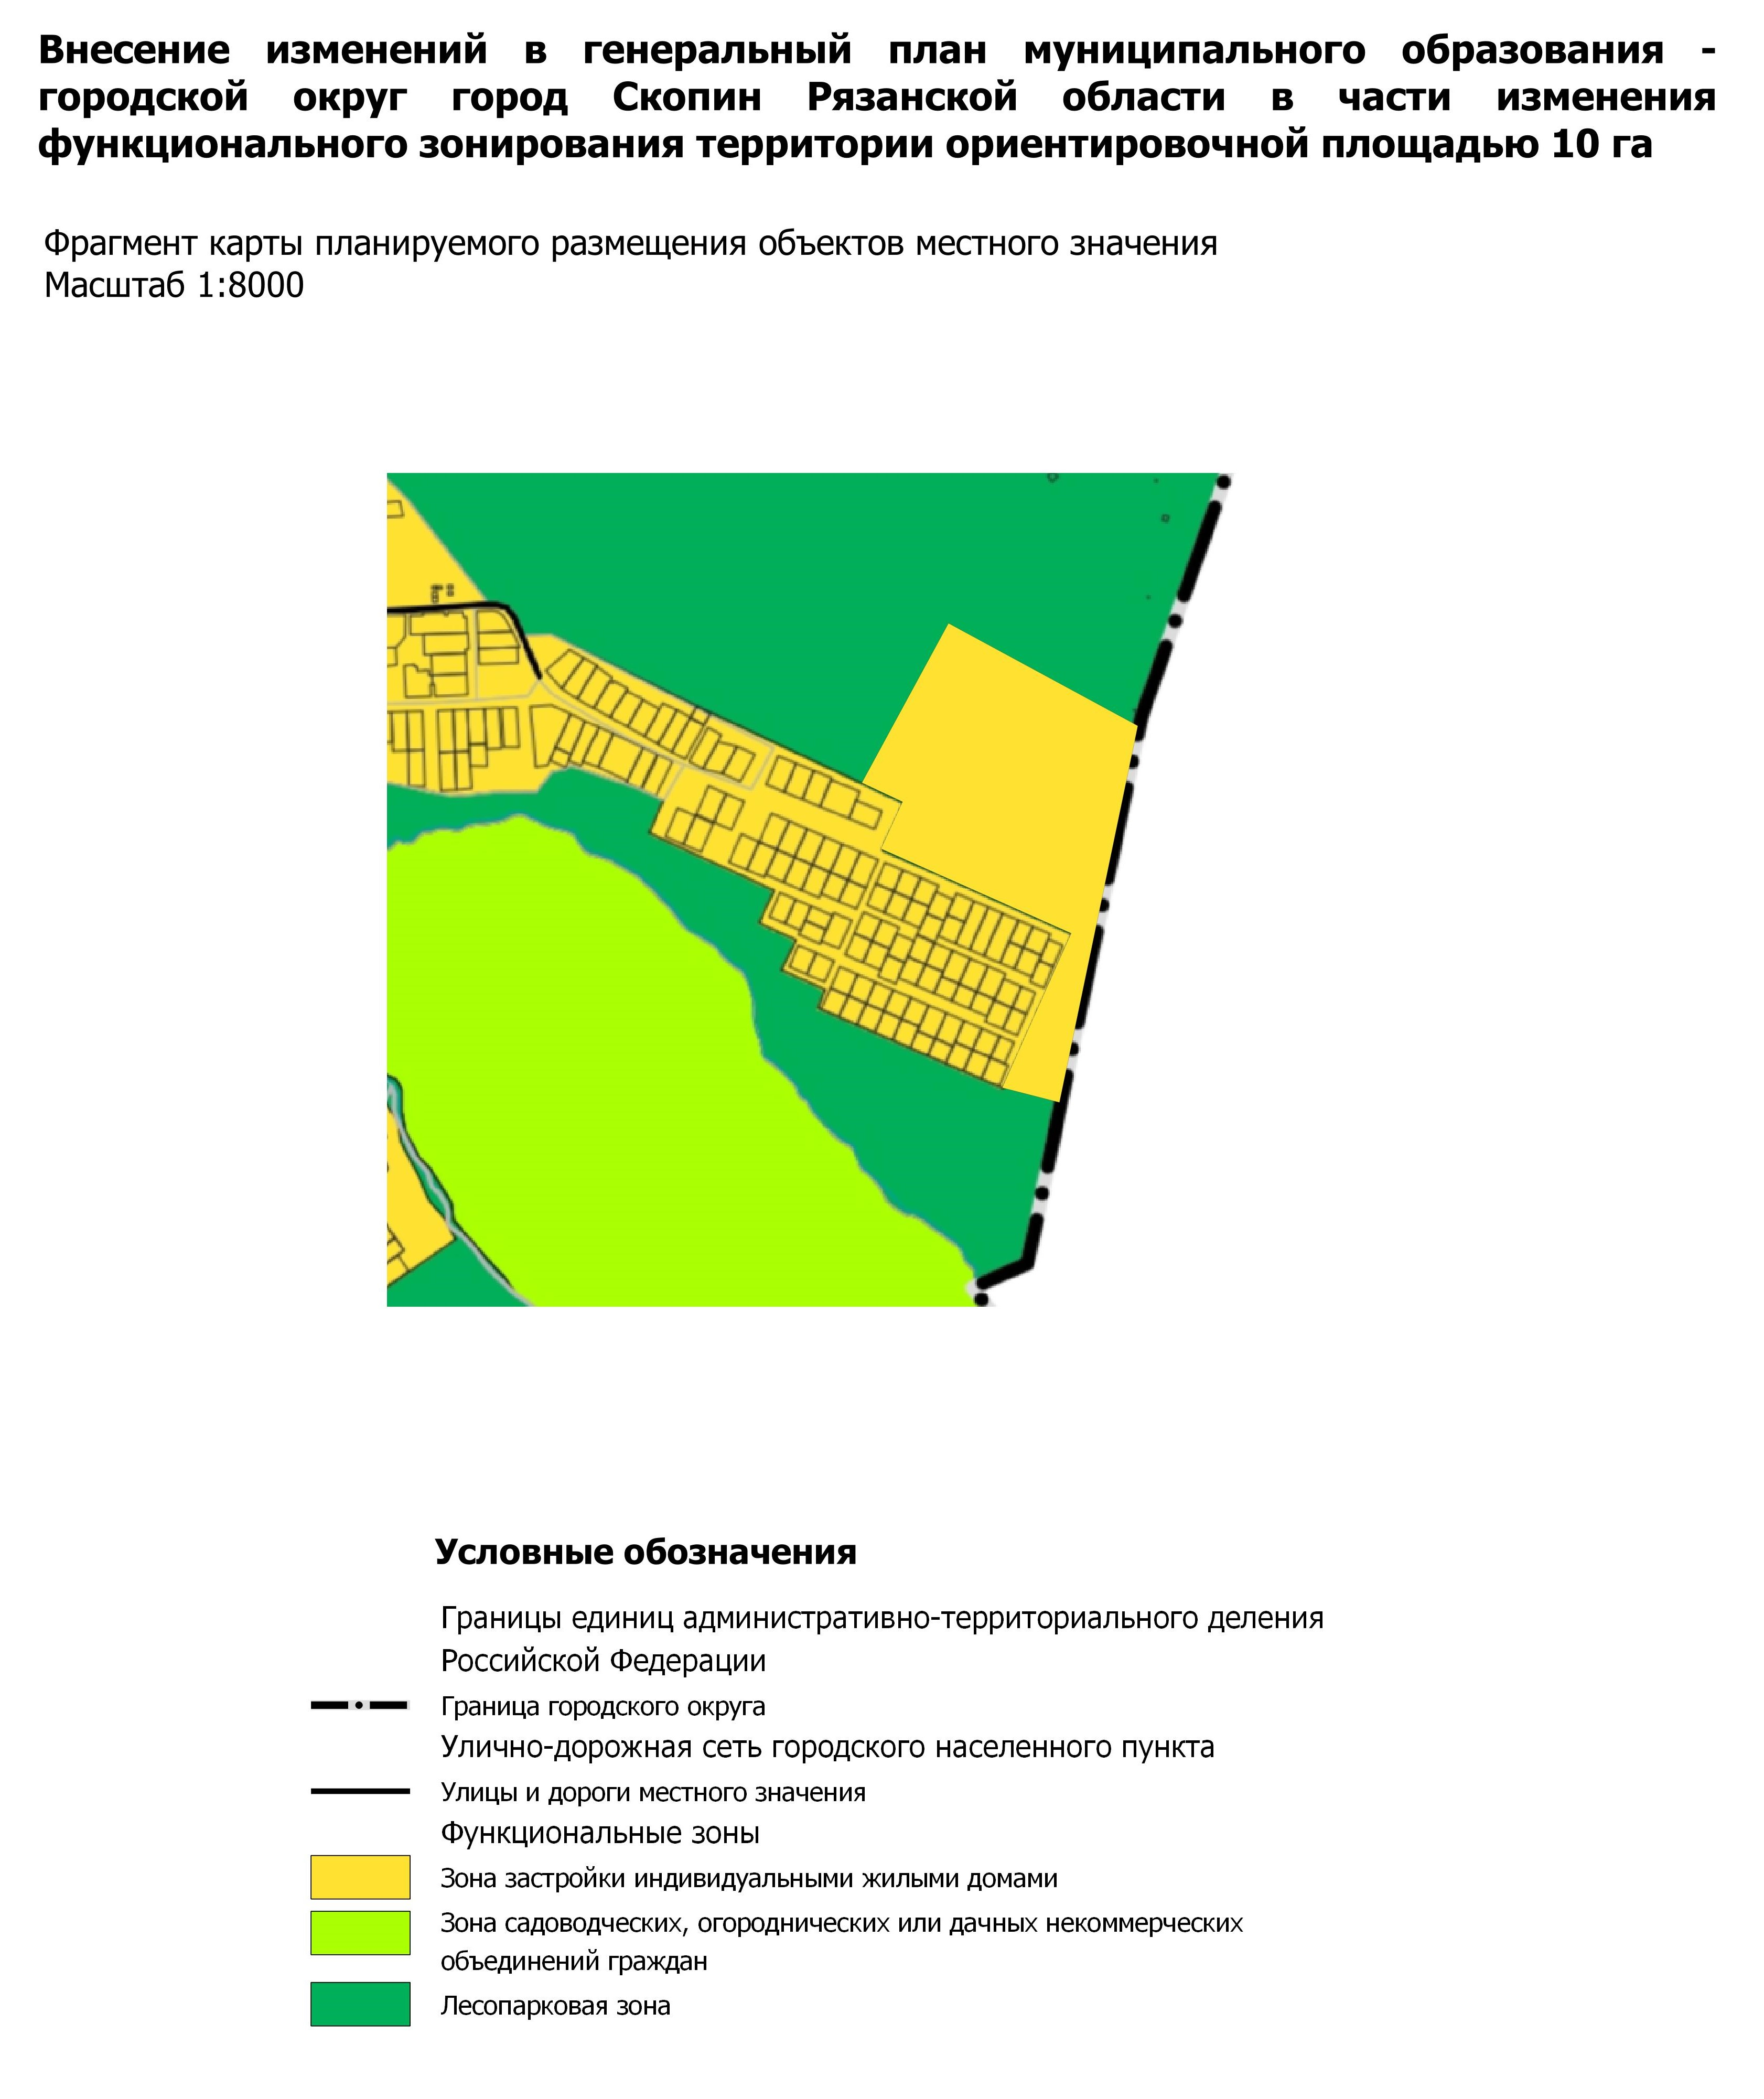 Внесение изменений в генеральный план муниципального образования -
городской округ город Скопин Рязанской области в части изменения
функционального зонирования территории ориентировочной площадью 10 га
Фрагмент карты планируемого размещения объектов местного значения
Масштаб 1:8000
Условные обозначения
Границы единиц административно-территориального деления
Российской Федерации
Граница городского округа
Улично-дорожная сеть городского населенного пункта
Улицы и дороги местного значения
Функциональные зоны
Зона застройки индивидуальными жилыми домами
Зона садоводческих, огороднических или дачных некоммерческих
объединений граждан
Лесопарковая зона